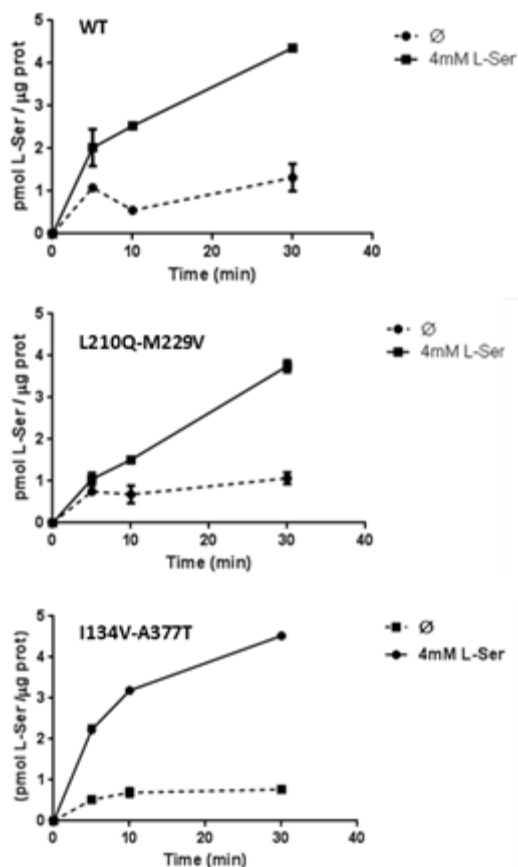 WT
Ø
4mM L-Ser
pmol L-Ser / µg prot
5
4
3
2
1
0
0 10 20 30 40
Time (min)
L210Q-M229V
Ø
4mM L-Ser
pmol L-Ser / µg prot
5
4
3
2
1
0
0 10 20 30 40
Time (min)
I134V-A377T
Ø
4mM L-Ser
(pmol L-Ser /µg prot)
5
4
3
2
1
0
0 10 20 30 40
Time (min)